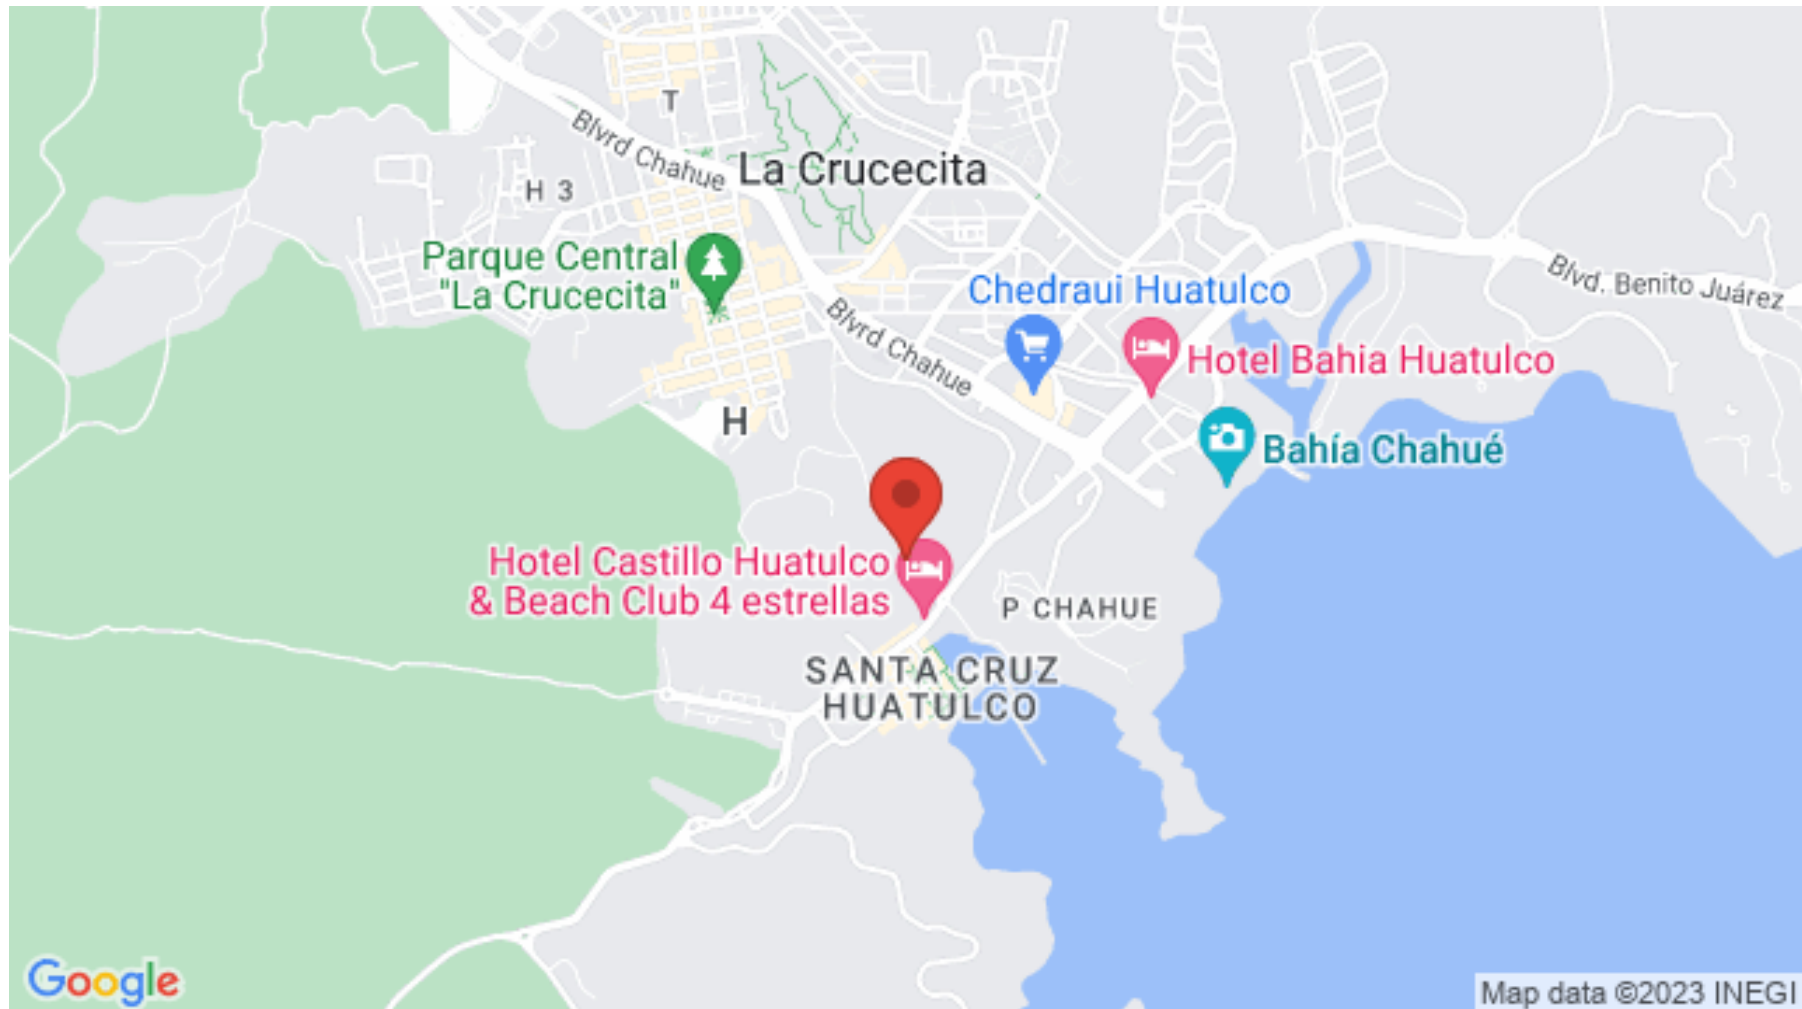 T
Blvrd Chahue
La Crucecita
H 3
Parque Central
"La Crucecita"
Blvd. Benito Juárez
Chedraui Huatulco
Blvrd Chahue
Hotel Bahia Huatulco
H
Bahía Chahué
Hotel Castillo Huatulco
& Beach Club 4 estrellas
P CHAHUE
SANTA CRUZ
HUATULCO
Google
Map data ©2023 INEGI